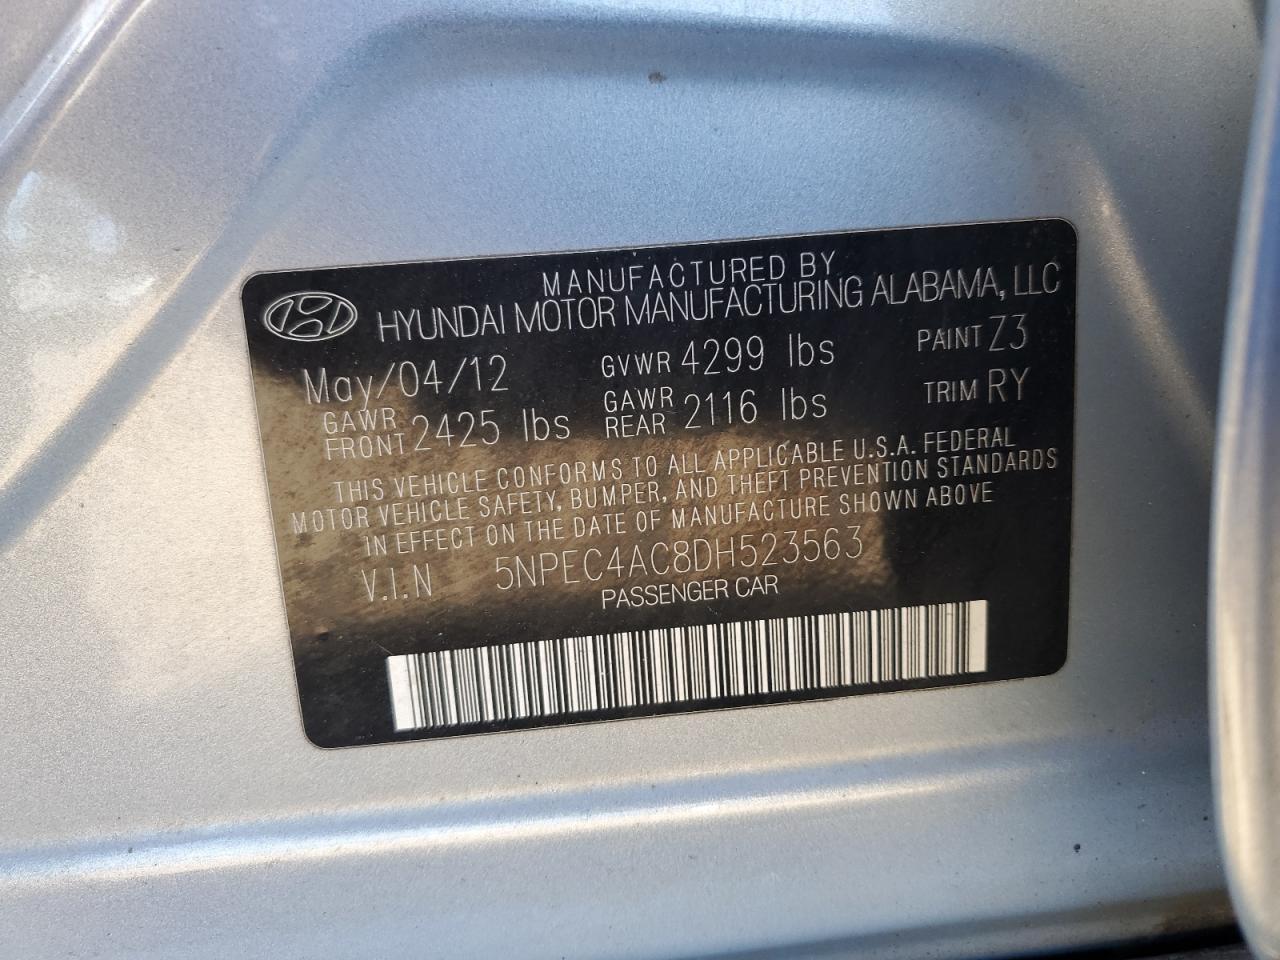 MANUFACTURED BY
HYUNDAI MOTOR MANUFACTURING ALABAMA, LLC
May/04/12 GVWR 4299 lbs PAINT Z3
GAWR FRONT 2425 lbs GAWR REAR 2116 lbs TRIM RY
THIS VEHICLE CONFORMS TO ALL APPLICABLE U.S.A. FEDERAL
MOTOR VEHICLE SAFETY, BUMPER, AND THEFT PREVENTION STANDARDS
IN EFFECT ON THE DATE OF MANUFACTURE SHOWN ABOVE
V.I.N 5NPEC4AC8DH523563
PASSENGER CAR